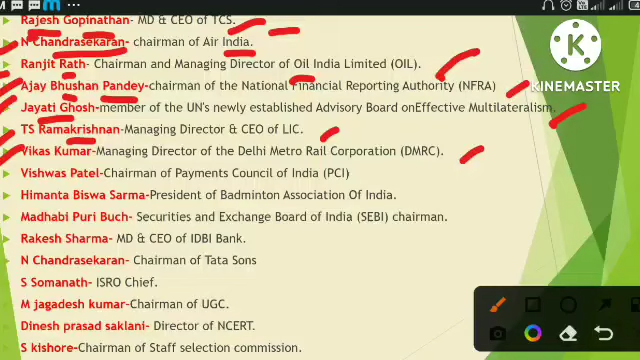 Rajesh Gopinathan- MD & CEO of TCS.
KINEMASTER
N Chandrasekaran- chairman of Air India.
Ranjit Rath- Chairman and Managing Director of Oil India Limited (OIL).
Ajay Bhushan Pandey- chairman of the National Financial Reporting Authority (NFRA)
Jayati Ghosh-member of the UN's newly established Advisory Board onEffective Multilateralism.
TS Ramakrishnan-Managing Director & CEO of LIC.
Vikas Kumar-Managing Director of the Delhi Metro Rail Corporation (DMRC).
Vishwas Patel-Chairman of Payments Council of India (PCI)
Himanta Biswa Sarma-President of Badminton Association Of India.
Madhabi Puri Buch- Securities and Exchange Board of India (SEBI) chairman.
Rakesh Sharma- MD & CEO of IDBI Bank.
N Chandrasekaran- Chairman of Tata Sons
S Somanath- ISRO Chief.
M jagadesh kumar-Chairman of UGC.
Dinesh prasad saklani- Director of NCERT.
S kishore-Chairman of Staff selection commission.